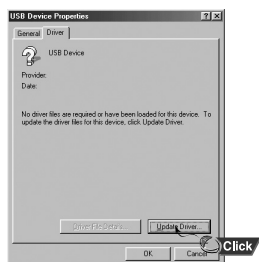 USB Device Properties
General Driver
USB Device
Provider:
Date:
No driver files are required or have been loaded for this device. To
update the driver files for this device, click Update Driver.
Driver File Details... Update Driver...
OK Cancel
Click